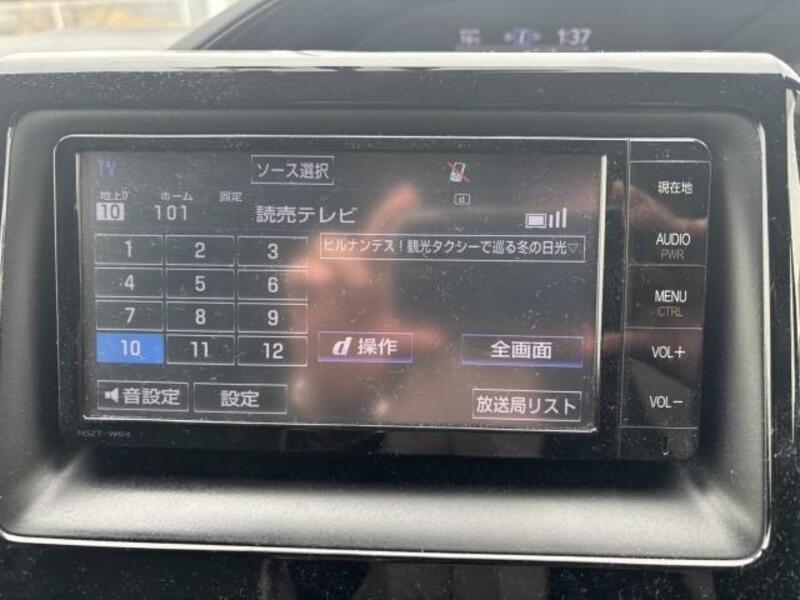 1:37
TV
ソース選択
地上D ホーム 固定
10 101 読売テレビ
d
ヒルナンデス！観光タクシーで巡る冬の日光▽
1 2 3
4 5 6
7 8 9
10 11 12
d 操作
全画面
音設定
設定
放送局リスト
NSZT-W64
現在地
AUDIO
PWR
MENU
CTRL
VOL+
VOL-